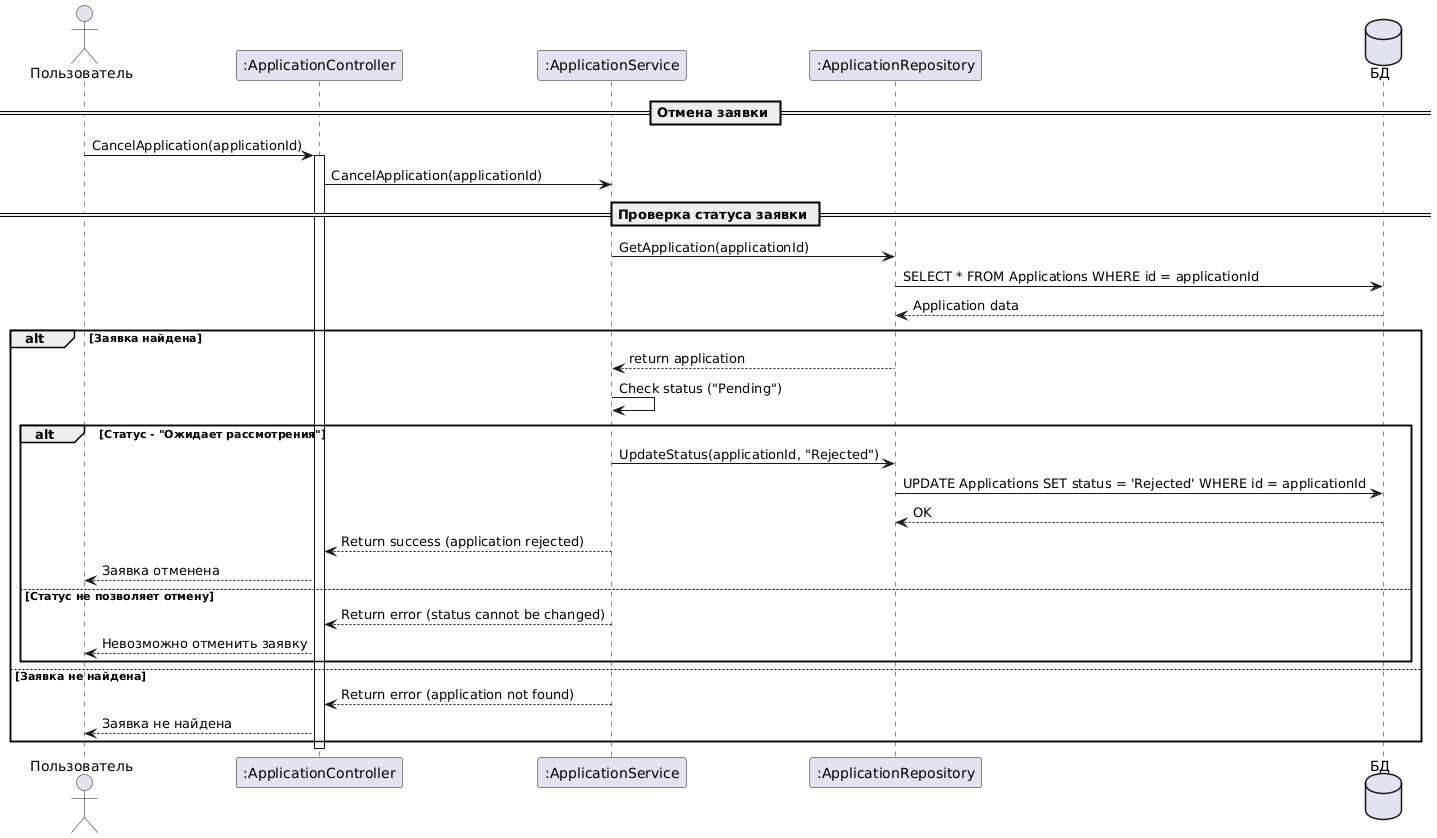 Пользователь
:ApplicationController
:ApplicationService
:ApplicationRepository
БД
Отмена заявки
CancelApplication(applicationId)
CancelApplication(applicationId)
Проверка статуса заявки
GetApplication(applicationId)
SELECT * FROM Applications WHERE id = applicationId
Application data
alt [Заявка найдена]
return application
Check status ("Pending")
alt [Статус - "Ожидает рассмотрения"]
UpdateStatus(applicationId, "Rejected")
UPDATE Applications SET status = 'Rejected' WHERE id = applicationId
OK
Return success (application rejected)
Заявка отменена
[Статус не позволяет отмену]
Return error (status cannot be changed)
Невозможно отменить заявку
[Заявка не найдена]
Return error (application not found)
Заявка не найдена
Пользователь
:ApplicationController
:ApplicationService
:ApplicationRepository
БД